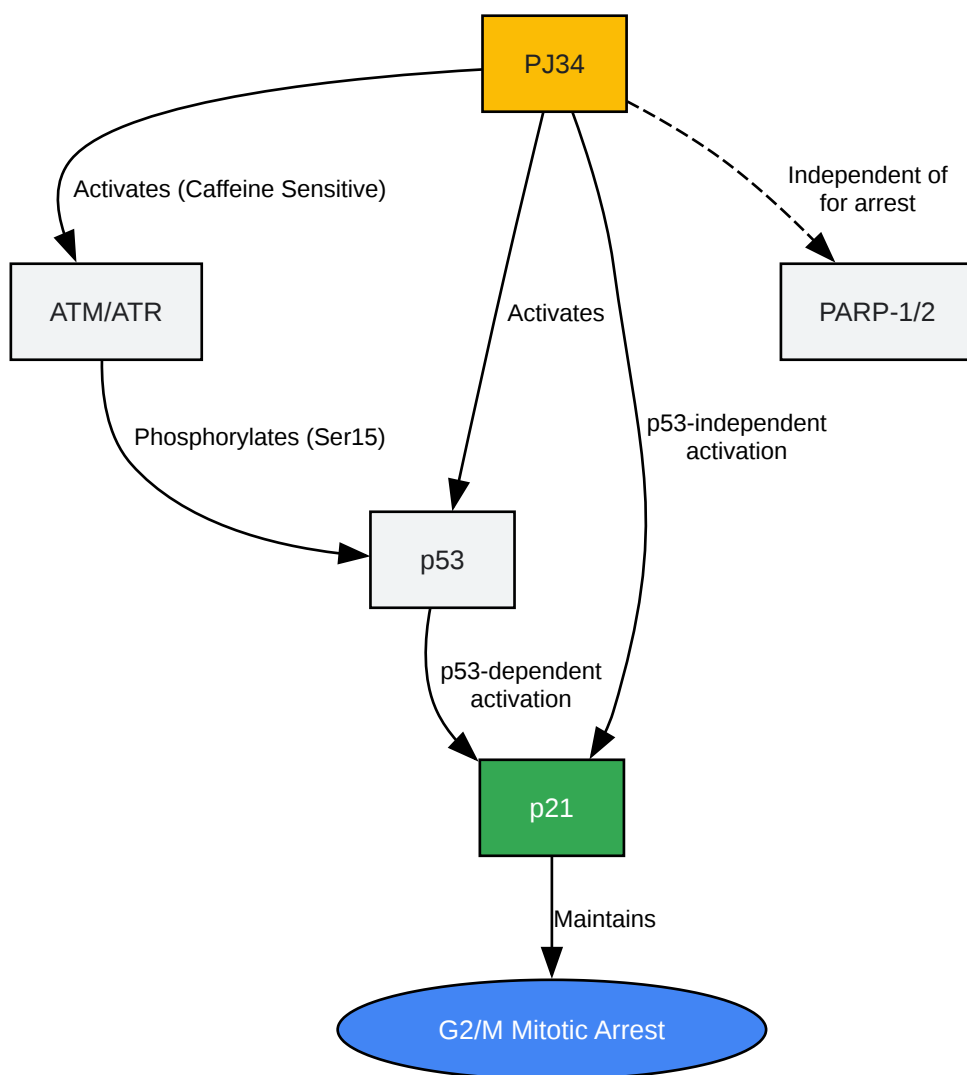 PJ34
Activates (Caffeine Sensitive)
Independent of
for arrest
ATM/ATR
Activates
PARP-1/2
Phosphorylates (Ser15)
p53-independent
activation
p53
p53-dependent
activation
p21
Maintains
G2/M Mitotic Arrest